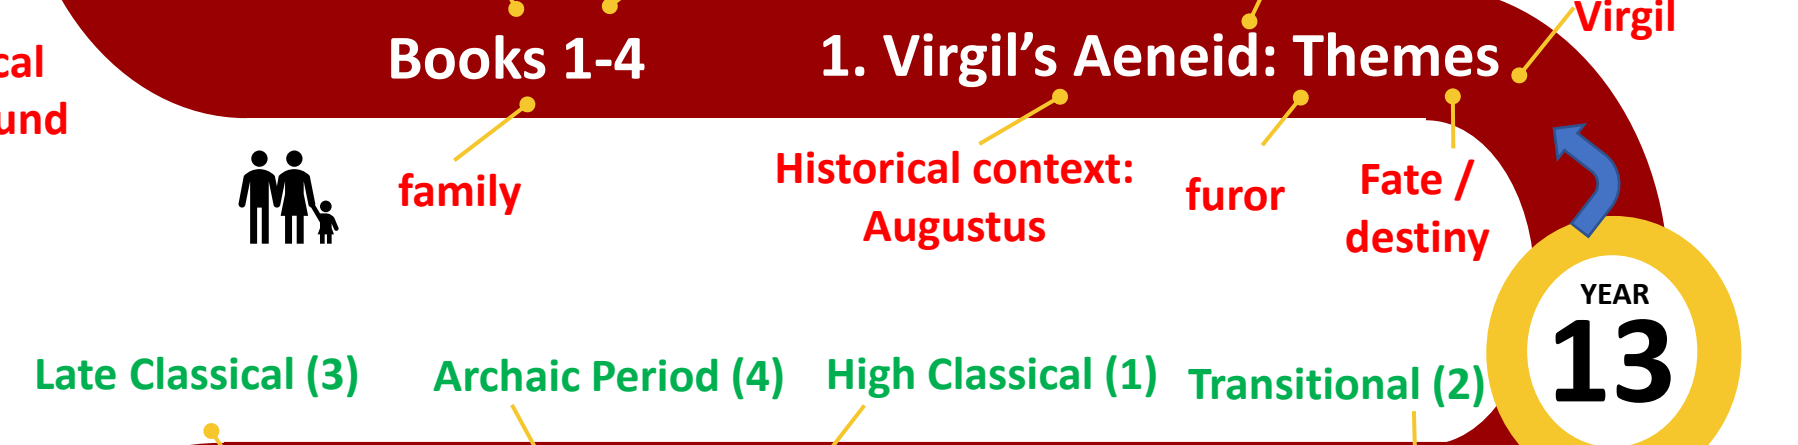 Virgil
Books 1-4
1. Virgil’s Aeneid: Themes
cal
und
family
Historical context:
Augustus
furor
Fate /
destiny
YEAR
13
Late Classical (3)
Archaic Period (4)
High Classical (1)
Transitional (2)